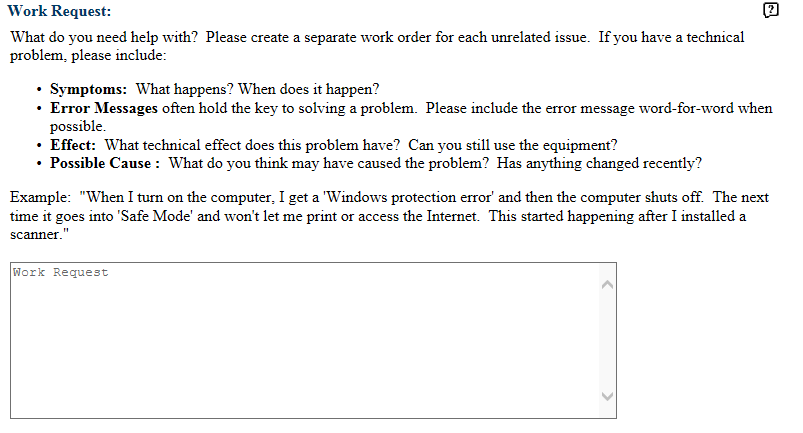 Work Request:
What do you need help with?  Please create a separate work order for each unrelated issue.  If you have a technical
problem, please include:
• Symptoms:  What happens? When does it happen?
• Error Messages often hold the key to solving a problem.  Please include the error message word-for-word when
possible.
• Effect:  What technical effect does this problem have?  Can you still use the equipment?
• Possible Cause :  What do you think may have caused the problem?  Has anything changed recently?
Example:  "When I turn on the computer, I get a 'Windows protection error' and then the computer shuts off.  The next
time it goes into 'Safe Mode' and won't let me print or access the Internet.  This started happening after I installed a
scanner."
Work Request